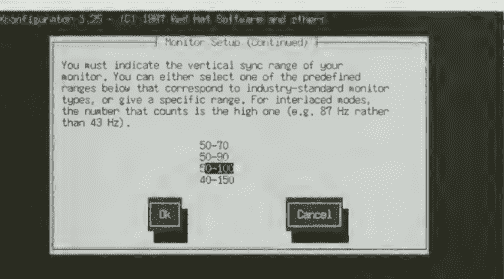 Xconfigurator 3.25 - (C) 1997 Red Hat Software and others
Monitor Setup (Continued)
You must indicate the vertical sync range of your
monitor. You can either select one of the predefined
ranges below that correspond to industry-standard monitor
types, or give a specific range. For interlaced modes,
the number that counts is the high one (e.g. 87 Hz rather
than 43 Hz).
50-70
50-90
50-100
40-150
Ok
Cancel